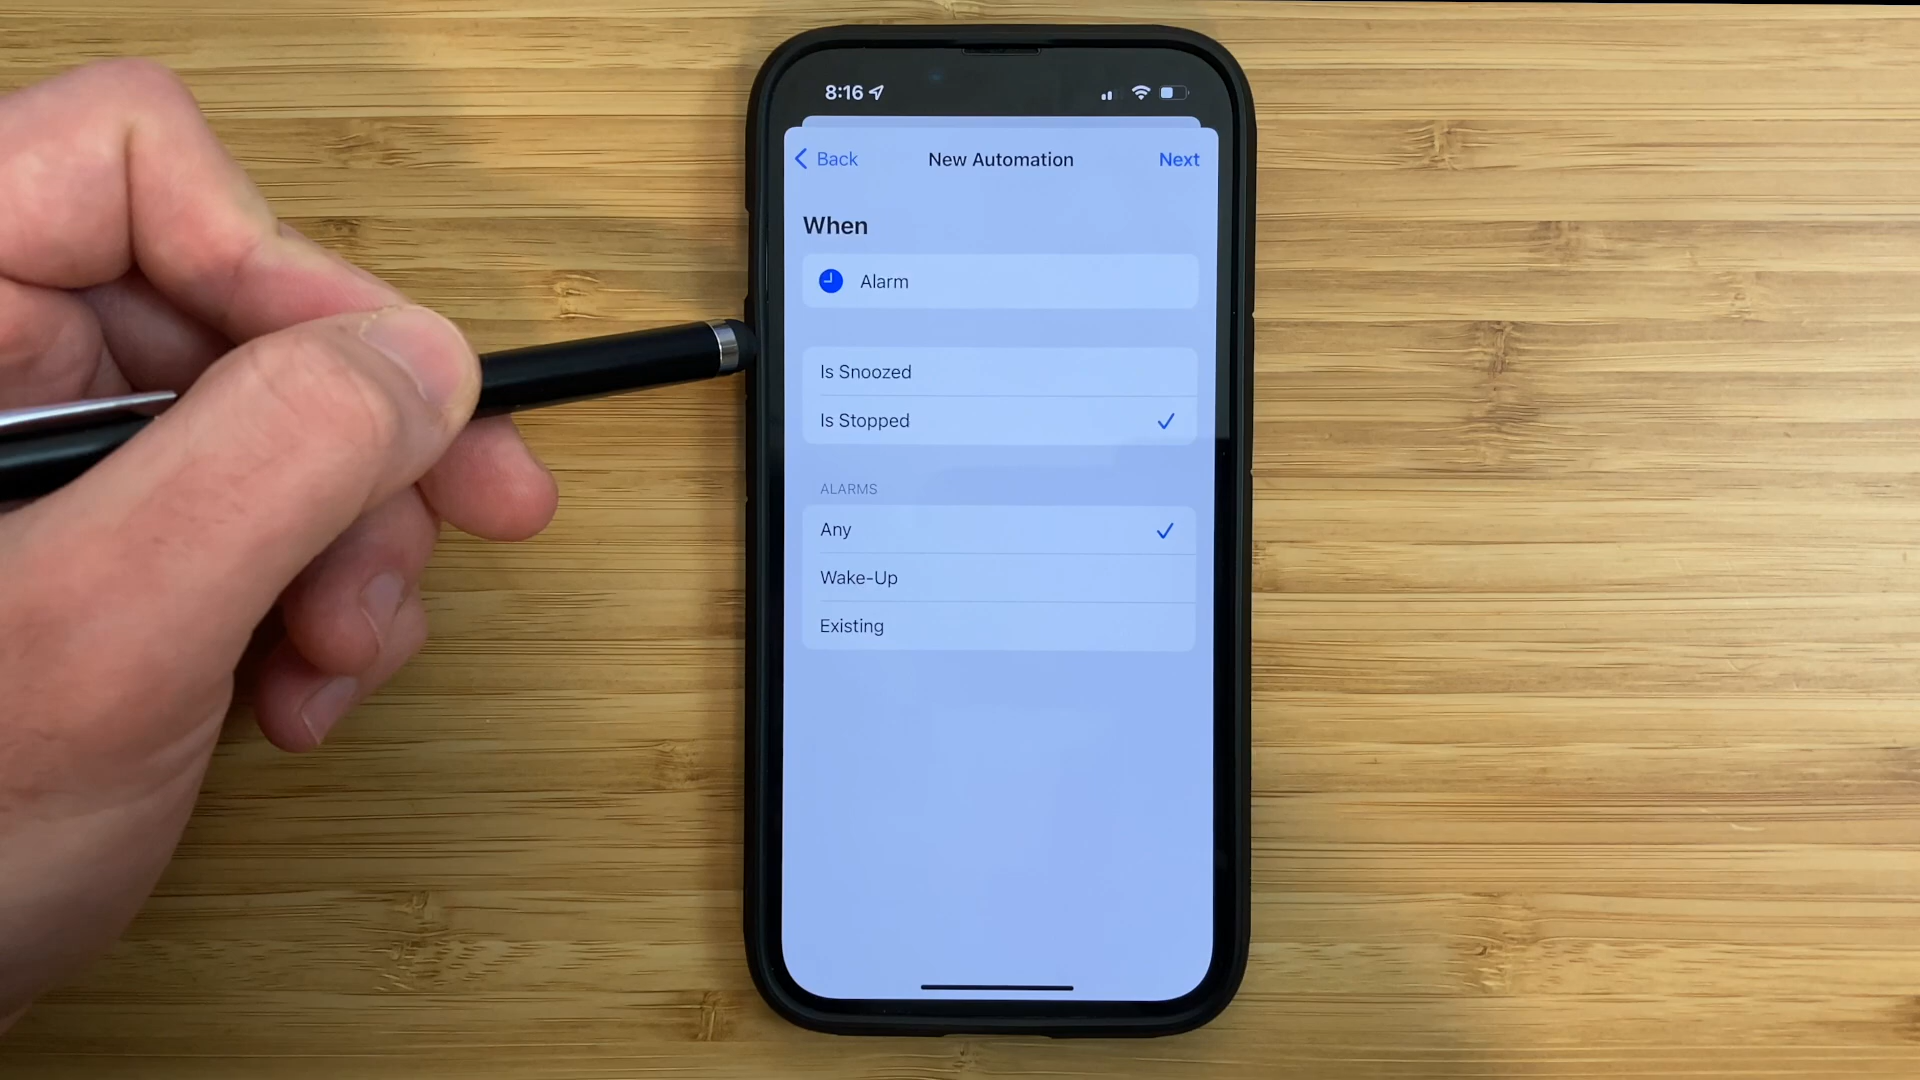 8:16
Back New Automation Next
When
Alarm
Is Snoozed
Is Stopped
ALARMS
Any
Wake-Up
Existing